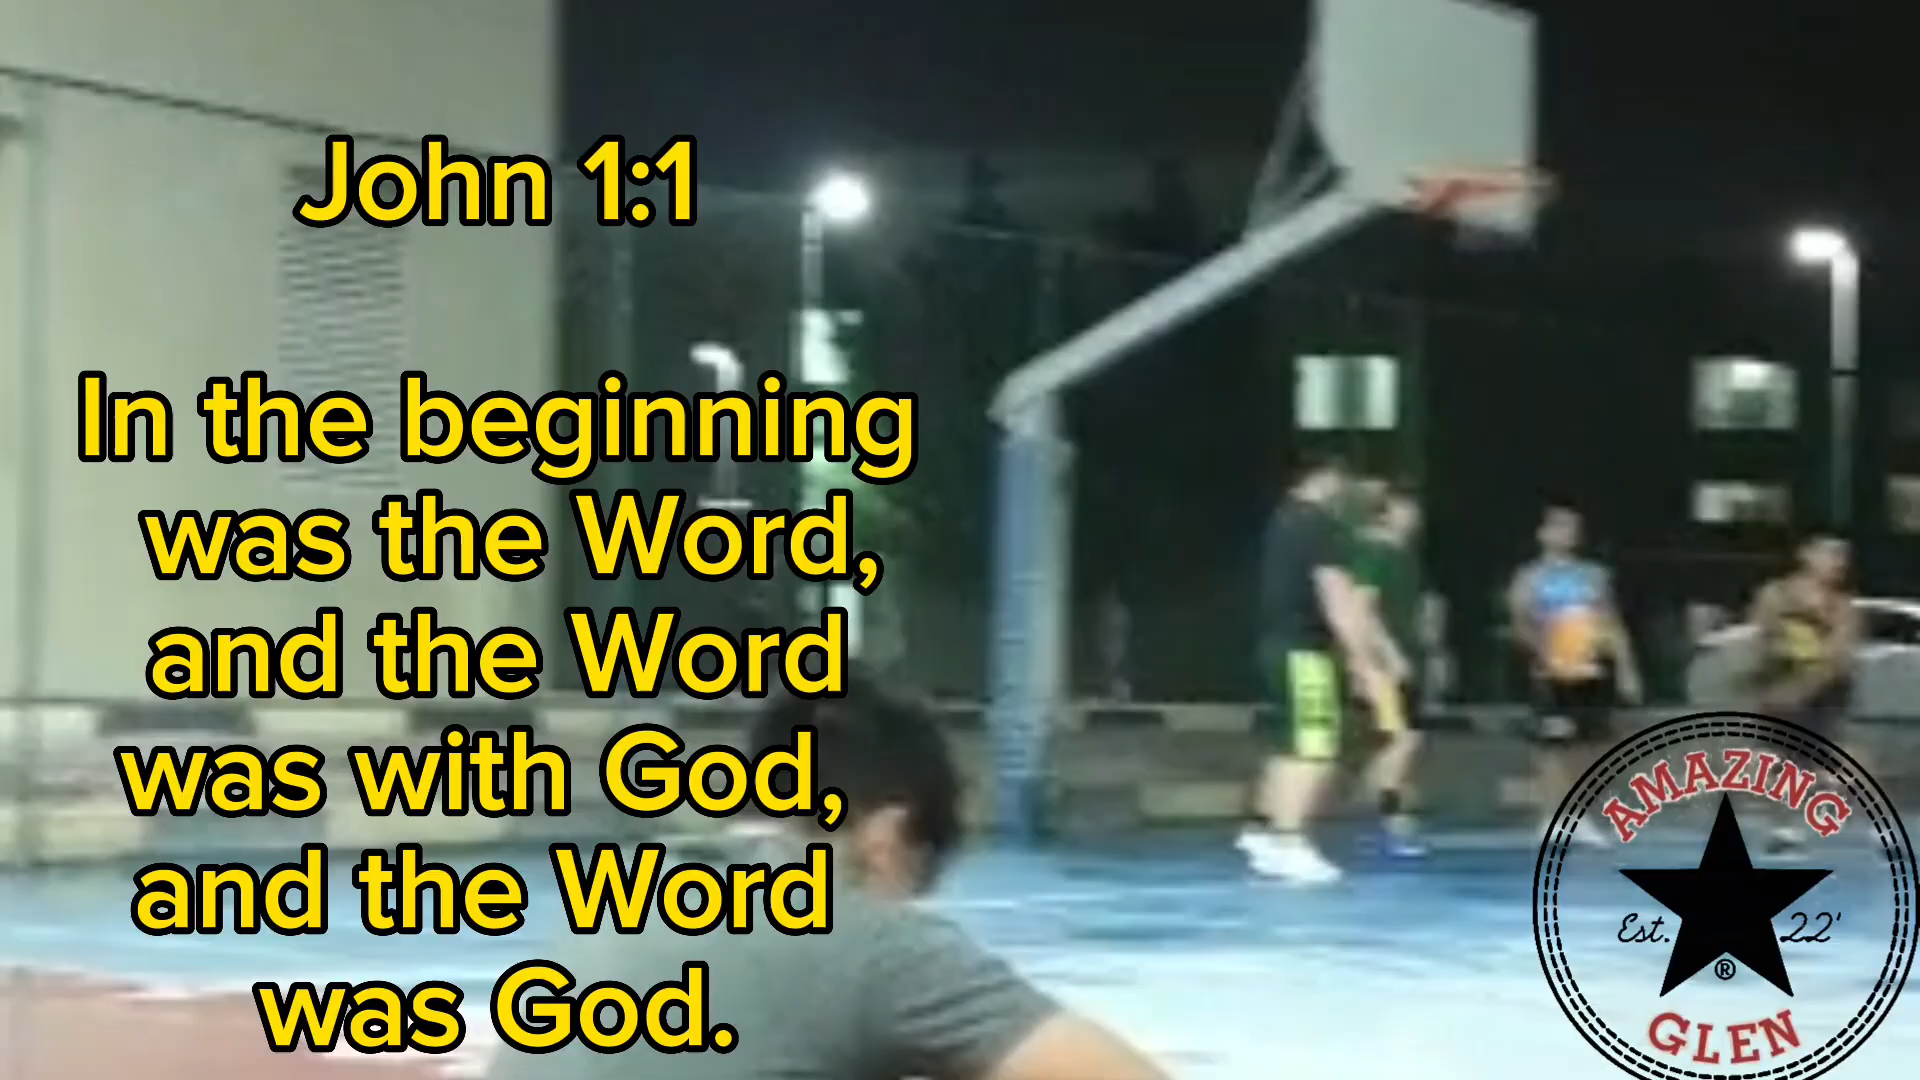 John 1:1
In the beginning
was the Word,
and the Word
was with God,
and the Word
was God.
AMAZING
Est. 22'
®
GLEN